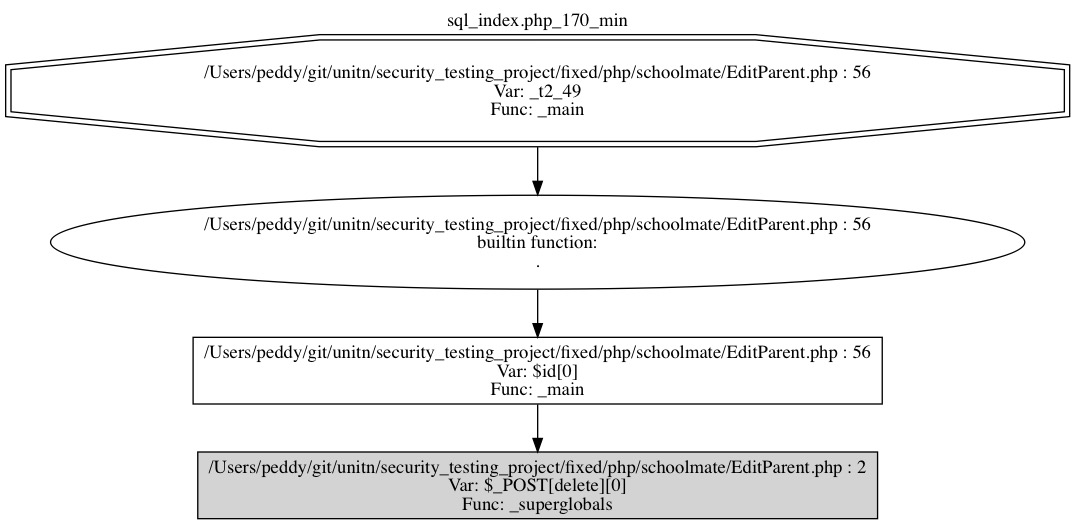 sql_index.php_170_min
/Users/peddy/git/unitn/security_testing_project/fixed/php/schoolmate/EditParent.php : 56
Var: _t2_49
Func: _main
/Users/peddy/git/unitn/security_testing_project/fixed/php/schoolmate/EditParent.php : 56
builtin function:
.
/Users/peddy/git/unitn/security_testing_project/fixed/php/schoolmate/EditParent.php : 56
Var: $id[0]
Func: _main
/Users/peddy/git/unitn/security_testing_project/fixed/php/schoolmate/EditParent.php : 2
Var: $_POST[delete][0]
Func: _superglobals